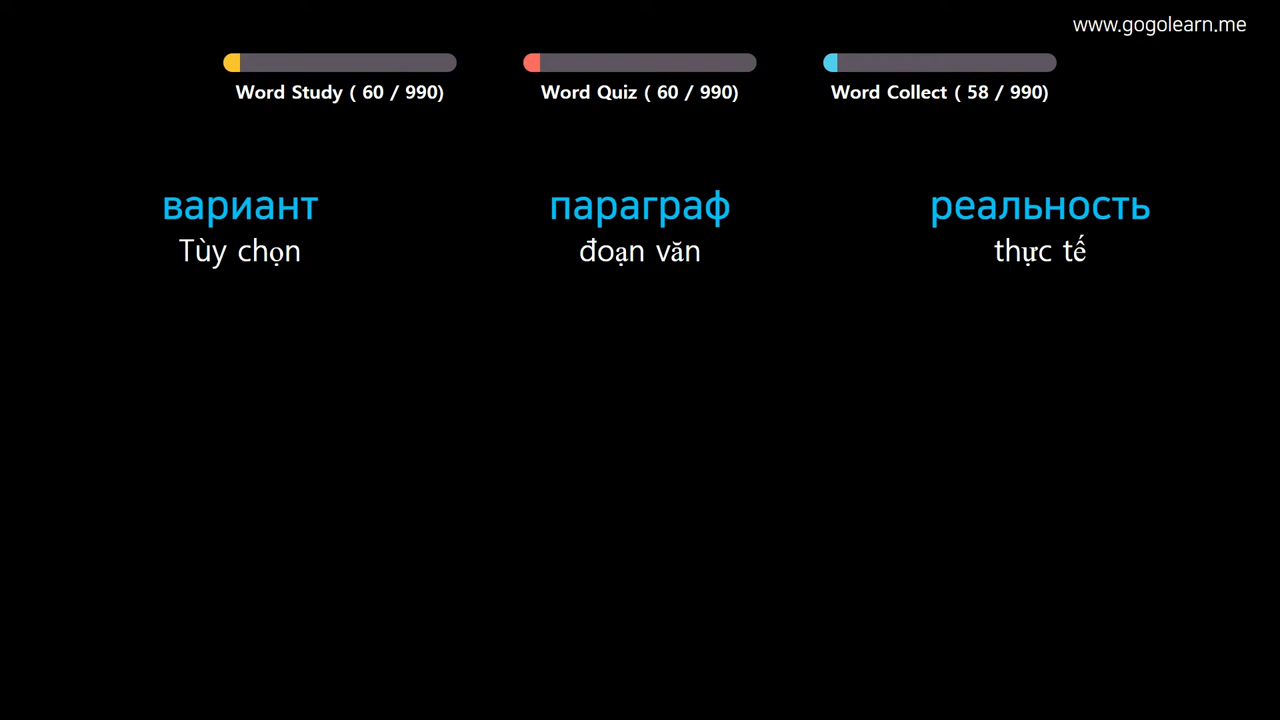 www.gogolearn.me
Word Study ( 60 / 990)
Word Quiz ( 60 / 990)
Word Collect ( 58 / 990)
вариант
Tùy chọn
параграф
đoạn văn
реальность
thực tế